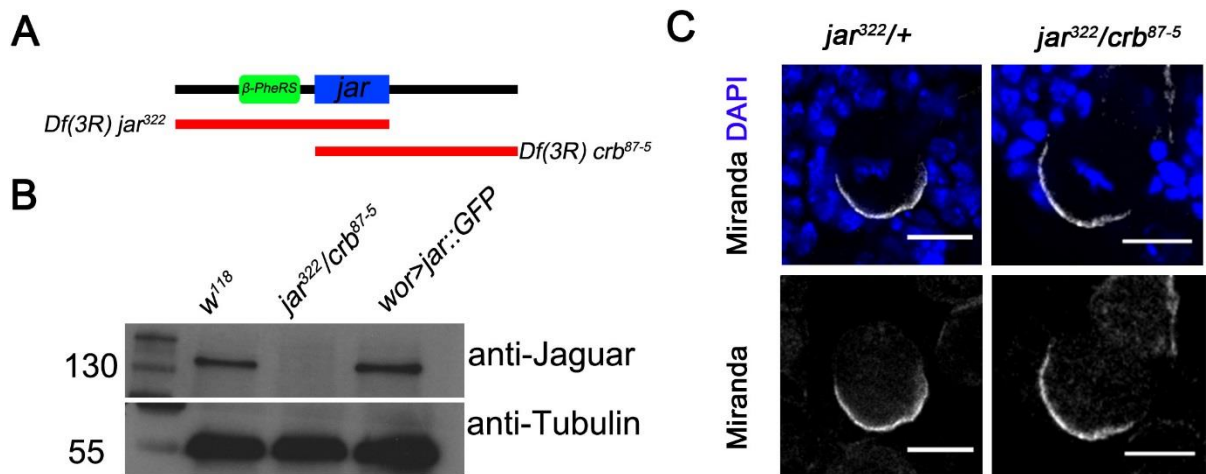 A
β-PheRS
jar
Df(3R) jar³²²
Df(3R) crb⁸⁷⁻⁵
B
w¹¹⁸
jar³²²/crb⁸⁷⁻⁵
wor>jar::GFP
130
anti-Jaguar
55
anti-Tubulin
C
jar³²²/+
jar³²²/crb⁸⁷⁻⁵
Miranda DAPI
Miranda